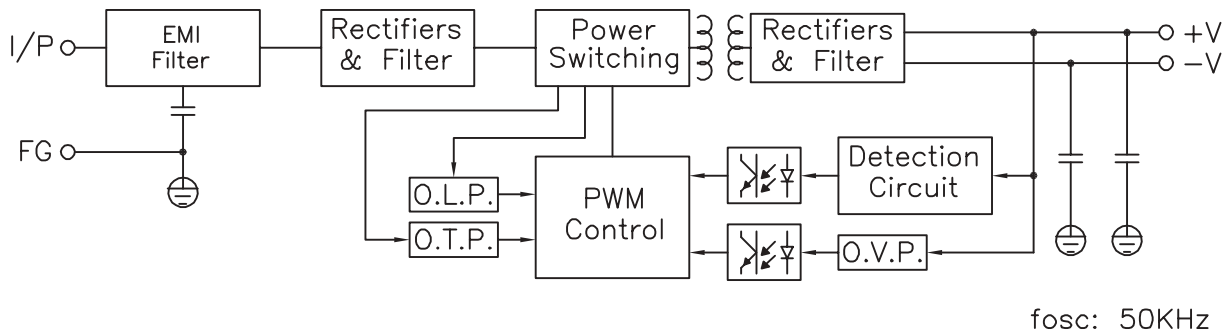 I/P
EMI
Filter
Rectifiers
& Filter
Power
Switching
Rectifiers
& Filter
+V
-V
FG
O.L.P.
O.T.P.
PWM
Control
Detection
Circuit
O.V.P.
fosc: 50KHz